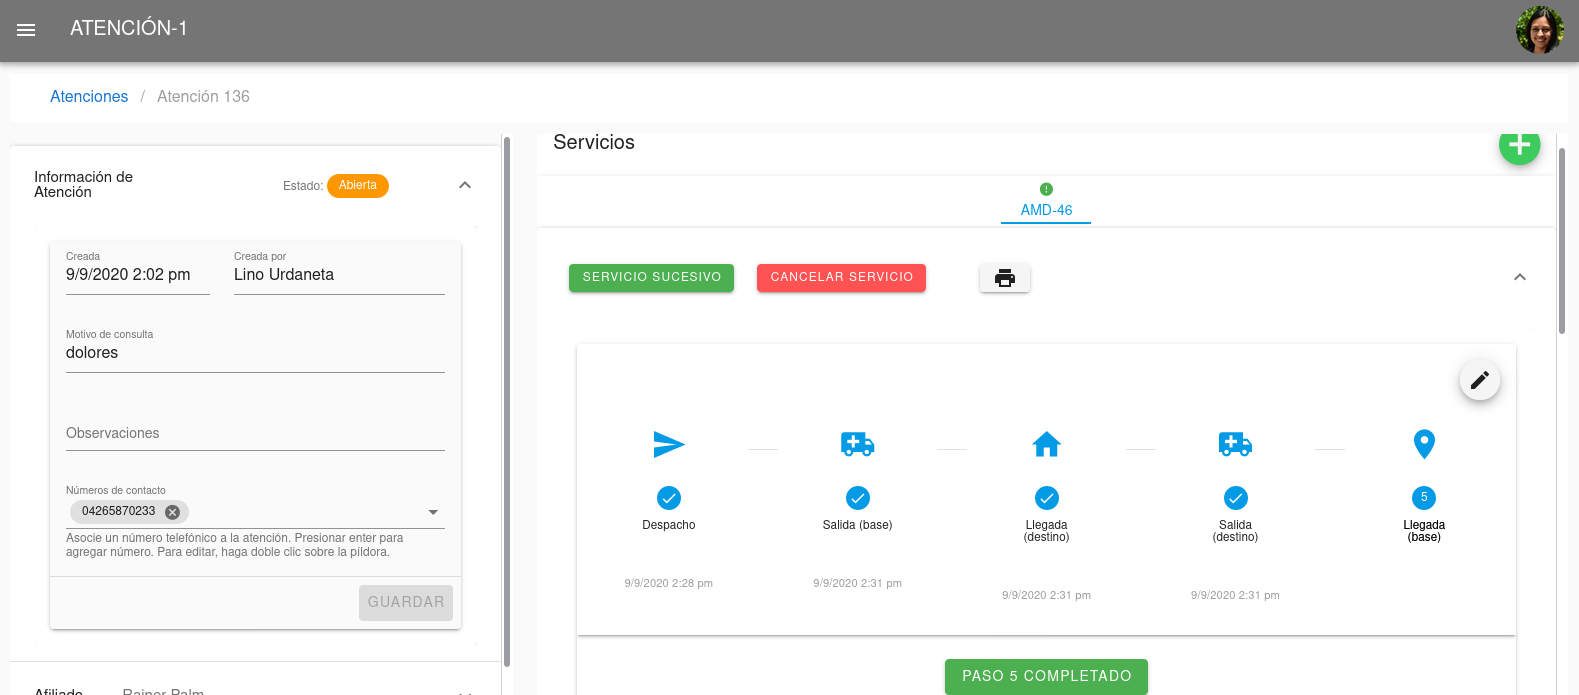 ATENCIÓN-1
Atenciones / Atención 136
Información de
Atención
Estado: Abierta
Creada
9/9/2020 2:02 pm
Creada por
Lino Urdaneta
Motivo de consulta
dolores
Observaciones
Números de contacto
04265870233
Asocie un número telefónico a la atención. Presionar enter para
agregar número. Para editar, haga doble clic sobre la píldora.
GUARDAR
Afiliado Rainer Palm
Servicios
AMD-46
SERVICIO SUCESIVO
CANCELAR SERVICIO
Despacho
9/9/2020 2:28 pm
Salida (base)
9/9/2020 2:31 pm
Llegada
(destino)
9/9/2020 2:31 pm
Salida
(destino)
9/9/2020 2:31 pm
5
Llegada
(base)
PASO 5 COMPLETADO